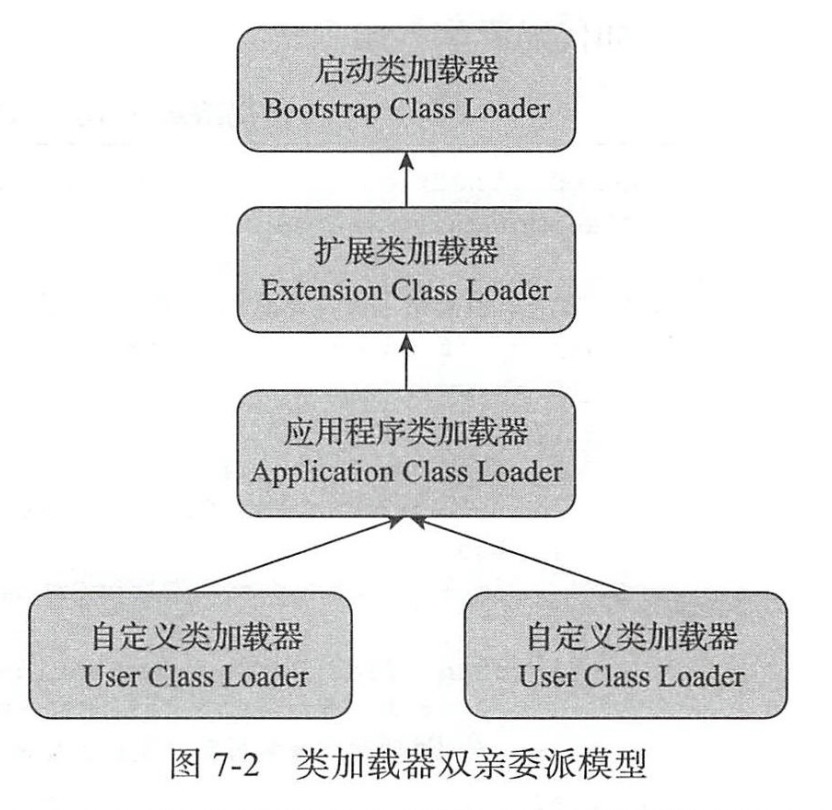 启动类加载器
Bootstrap Class Loader
扩展类加载器
Extension Class Loader
应用程序类加载器
Application Class Loader
自定义类加载器
User Class Loader
自定义类加载器
User Class Loader
图 7-2 类加载器双亲委派模型